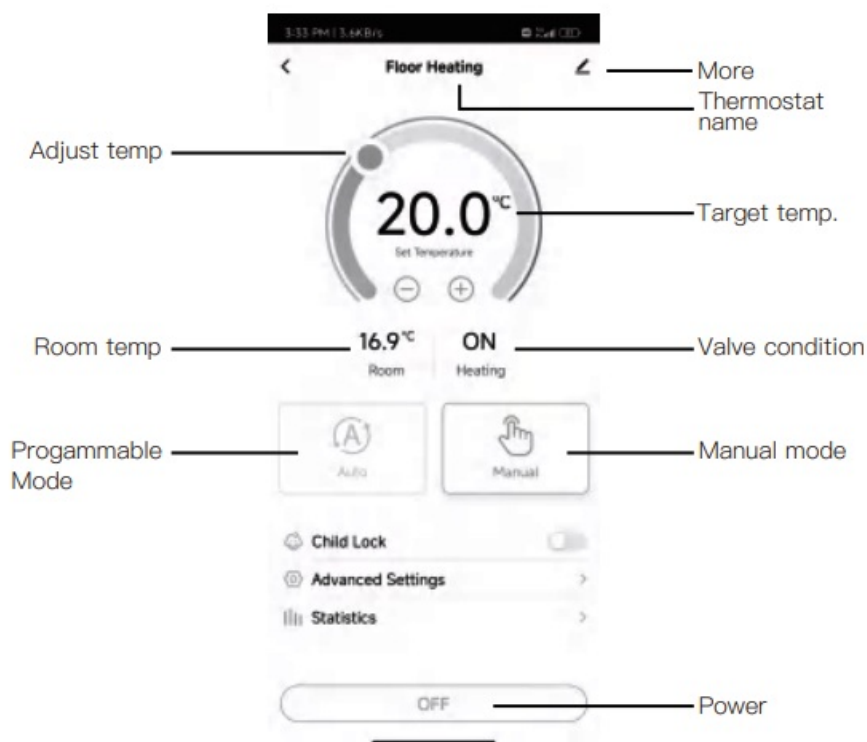 3:33 PM | 3.6KB/s
Floor Heating
More
Thermostat
name
Adjust temp
20.0°C
Target temp.
Set Temperature
Room temp
16.9°C
ON
Valve condition
Room
Heating
Progammable
Mode
Auto
Manual
Manual mode
Child Lock
Advanced Settings
Statistics
OFF
Power